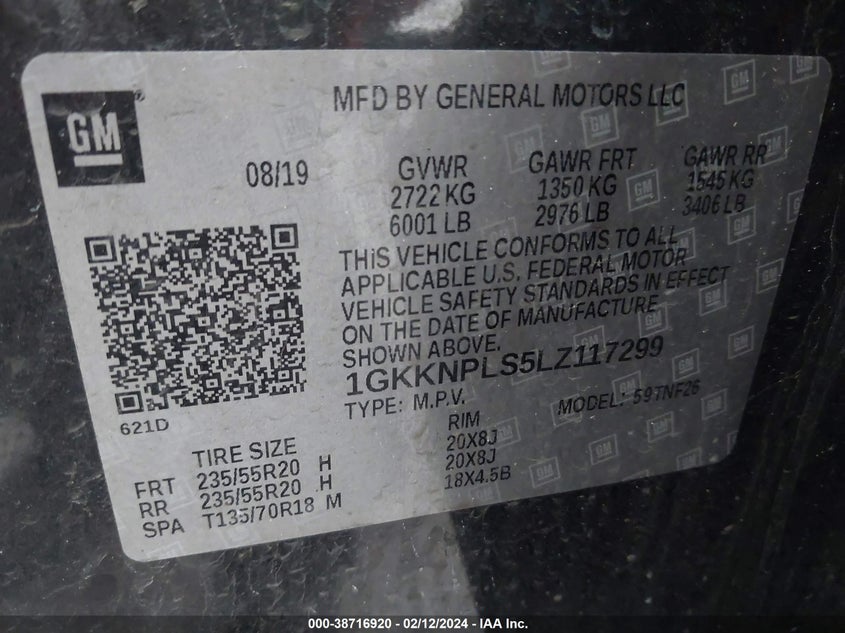 GM
MFD BY GENERAL MOTORS LLC
08/19
GVWR GAWR FRT GAWR RR
2722 KG 1350 KG 1545 KG
6001 LB 2976 LB 3406 LB
THIS VEHICLE CONFORMS TO ALL
APPLICABLE U.S. FEDERAL MOTOR
VEHICLE SAFETY STANDARDS IN EFFECT
ON THE DATE OF MANUFACTURE
SHOWN ABOVE.
1GKKNPLS5LZ117299
TYPE: M.P.V. MODEL: 59TNF26
621D
TIRE SIZE RIM
FRT 235/55R20 H 20X8J
RR 235/55R20 H 20X8J
SPA T135/70R18 M 18X4.5B
000-38716920 - 02/12/2024 - IAA Inc.